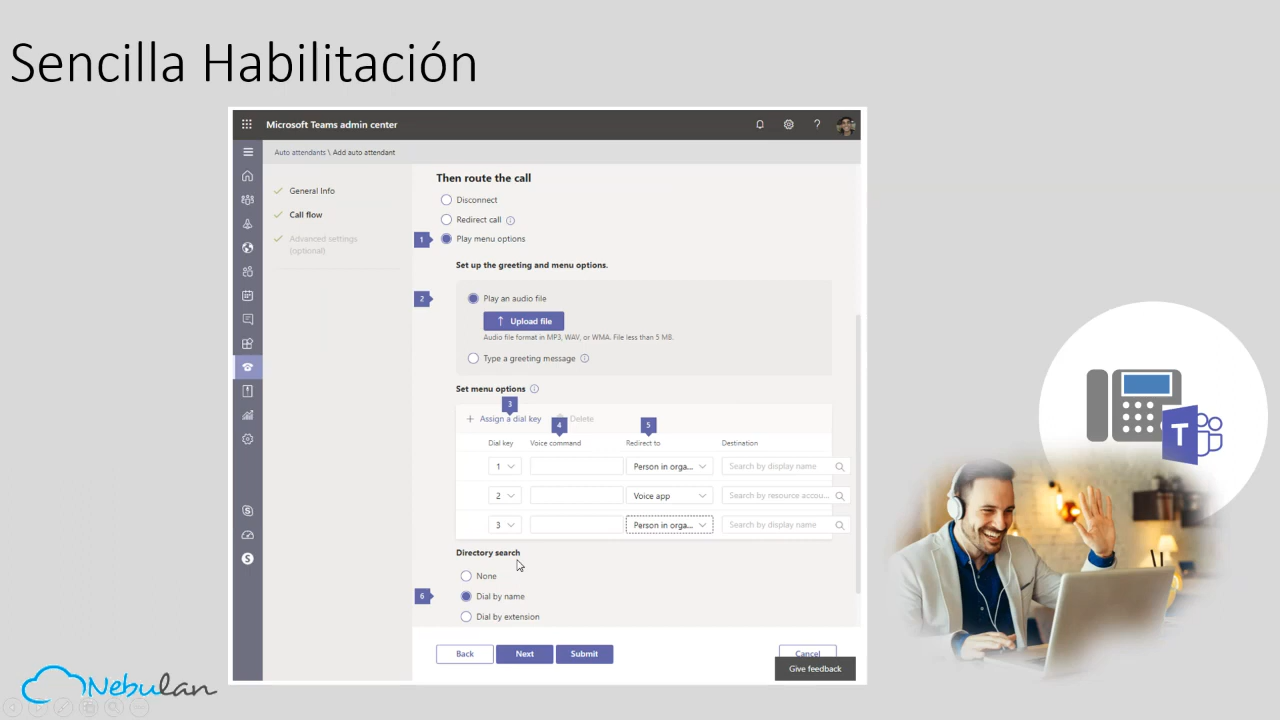 Sencilla Habilitación
Microsoft Teams admin center
?
Auto attendants \ Add auto attendant
General Info
Call flow
Advanced settings
(optional)
Then route the call
Disconnect
Redirect call
1
Play menu options
Set up the greeting and menu options.
2
Play an audio file
Upload file
Audio file format in MP3, WAV, or WMA. File less than 5 MB.
Type a greeting message
Set menu options
3
+ Assign a dial key
Delete
4
5
Dial key Voice command Redirect to Destination
1 Person in orga... Search by display name
2 Voice app Search by resource accou...
3 Person in orga... Search by display name
Directory search
None
6
Dial by name
Dial by extension
Back Next Submit Cancel
Give feedback
T
Nebulan